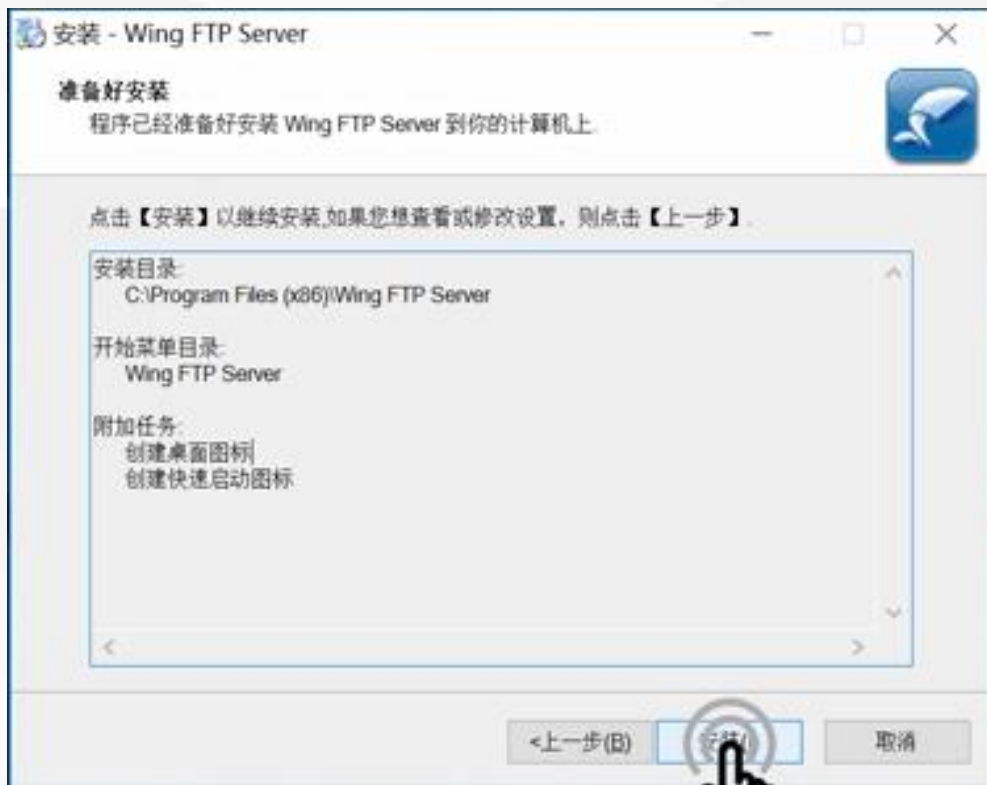 安装 - Wing FTP Server
准备好安装
程序已经准备好安装 Wing FTP Server 到你的计算机上.
点击【安装】以继续安装,如果您想查看或修改设置，则点击【上一步】.
安装目录:
C:\Program Files (x86)\Wing FTP Server
开始菜单目录:
Wing FTP Server
附加任务:
创建桌面图标
创建快速启动图标
<上一步(B)
安装(
取消